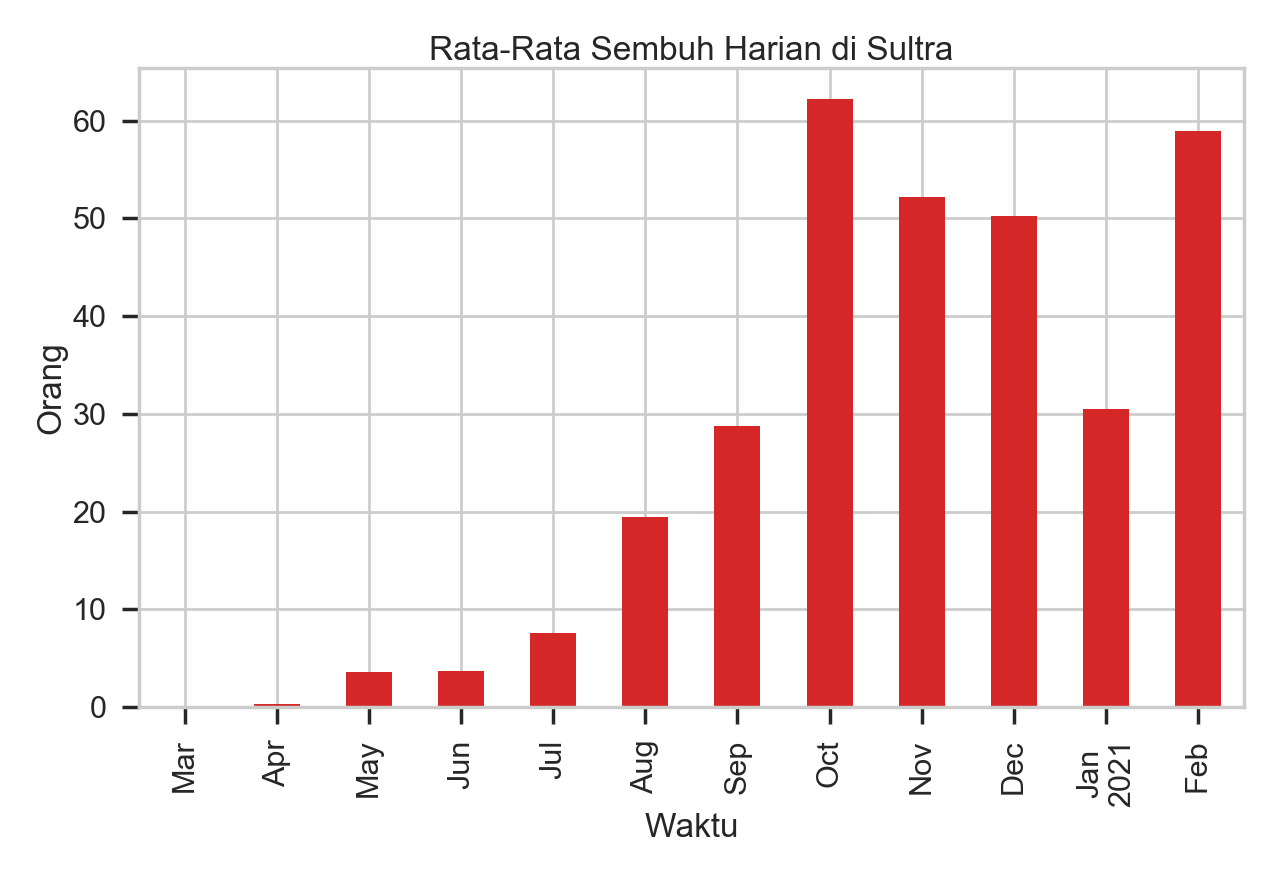 Rata-Rata Sembuh Harian di Sultra
Orang
60
50
40
30
20
10
0
Mar
Apr
May
Jun
Jul
Aug
Sep
Oct
Nov
Dec
Jan
2021
Feb
Waktu